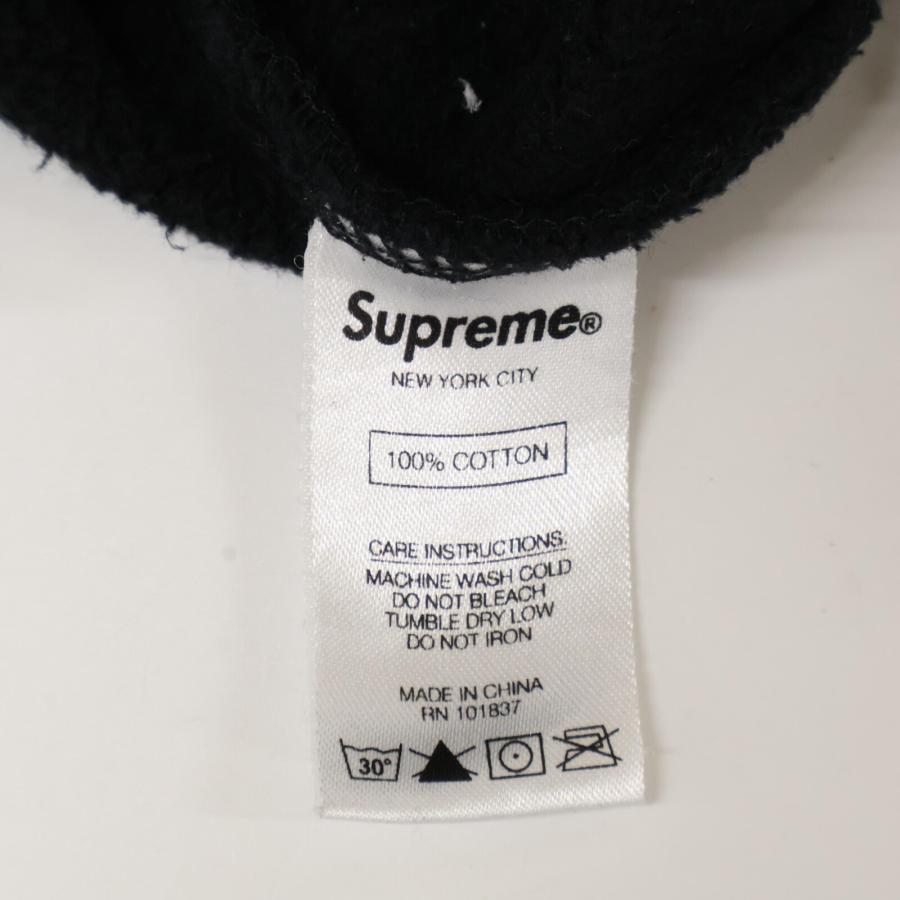 Supreme®
NEW YORK CITY
100% COTTON
CARE INSTRUCTIONS:
MACHINE WASH COLD
DO NOT BLEACH
TUMBLE DRY LOW
DO NOT IRON
MADE IN CHINA
RN 101837
30°